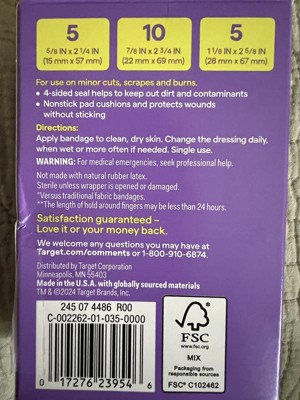 5
10
5
5/8 IN x 2 1/4 IN
(15 mm x 57 mm)
7/8 IN x 2 3/4 IN
(22 mm x 69 mm)
1 1/8 IN x 2 5/8 IN
(28 mm x 67 mm)
For use on minor cuts, scrapes and burns.
• 4-sided seal helps to keep out dirt and contaminants
• Nonstick pad cushions and protects wounds
without sticking
Directions:
Apply bandage to clean, dry skin. Change the dressing daily,
when wet or more often if needed. Single use.
WARNING: For medical emergencies, seek professional help.
Not made with natural rubber latex.
Sterile unless wrapper is opened or damaged.
*Versus traditional fabric bandages.
**The length of hold around fingers may be less than 24 hours.
Satisfaction guaranteed –
Love it or your money back.
We welcome any questions you may have at
Target.com/comments or 1-800-910-6874.
Distributed by Target Corporation
Minneapolis, MN 55403
Made in the U.S.A. with globally sourced materials
TM & ©2024 Target Brands, Inc.
245 07 4486 R00
C-002262-01-035-0000
0 17276 23954 6
FSC
www.fsc.org
MIX
Packaging from
responsible sources
FSC® C102462